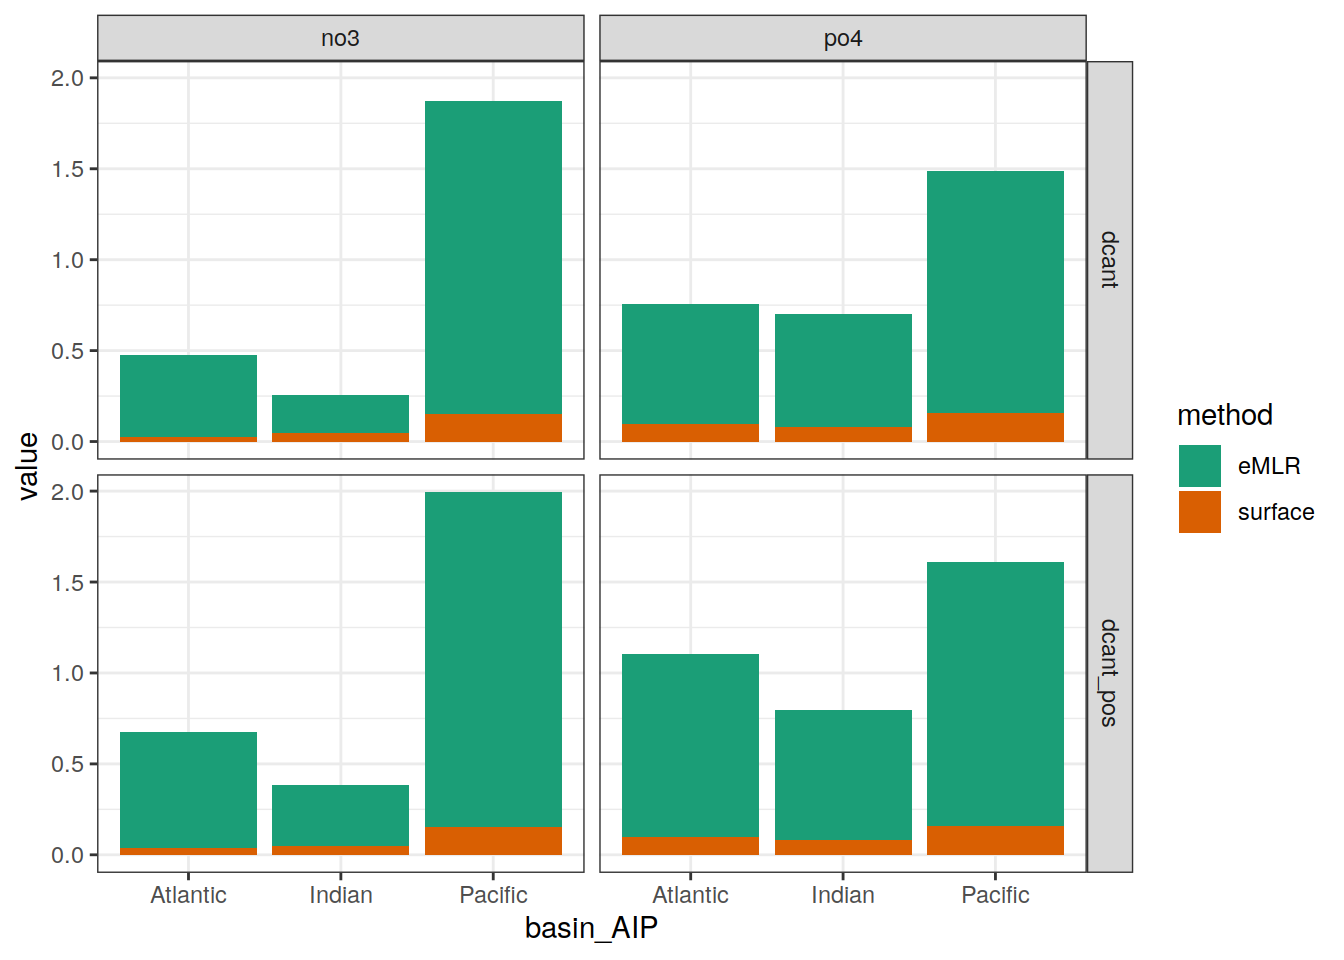 no3
po4
2.0
1.5
1.0
0.5
0.0
dcant
2.0
1.5
1.0
0.5
0.0
dcant_pos
value
Atlantic
Indian
Pacific
Atlantic
Indian
Pacific
basin_AIP
method
eMLR
surface